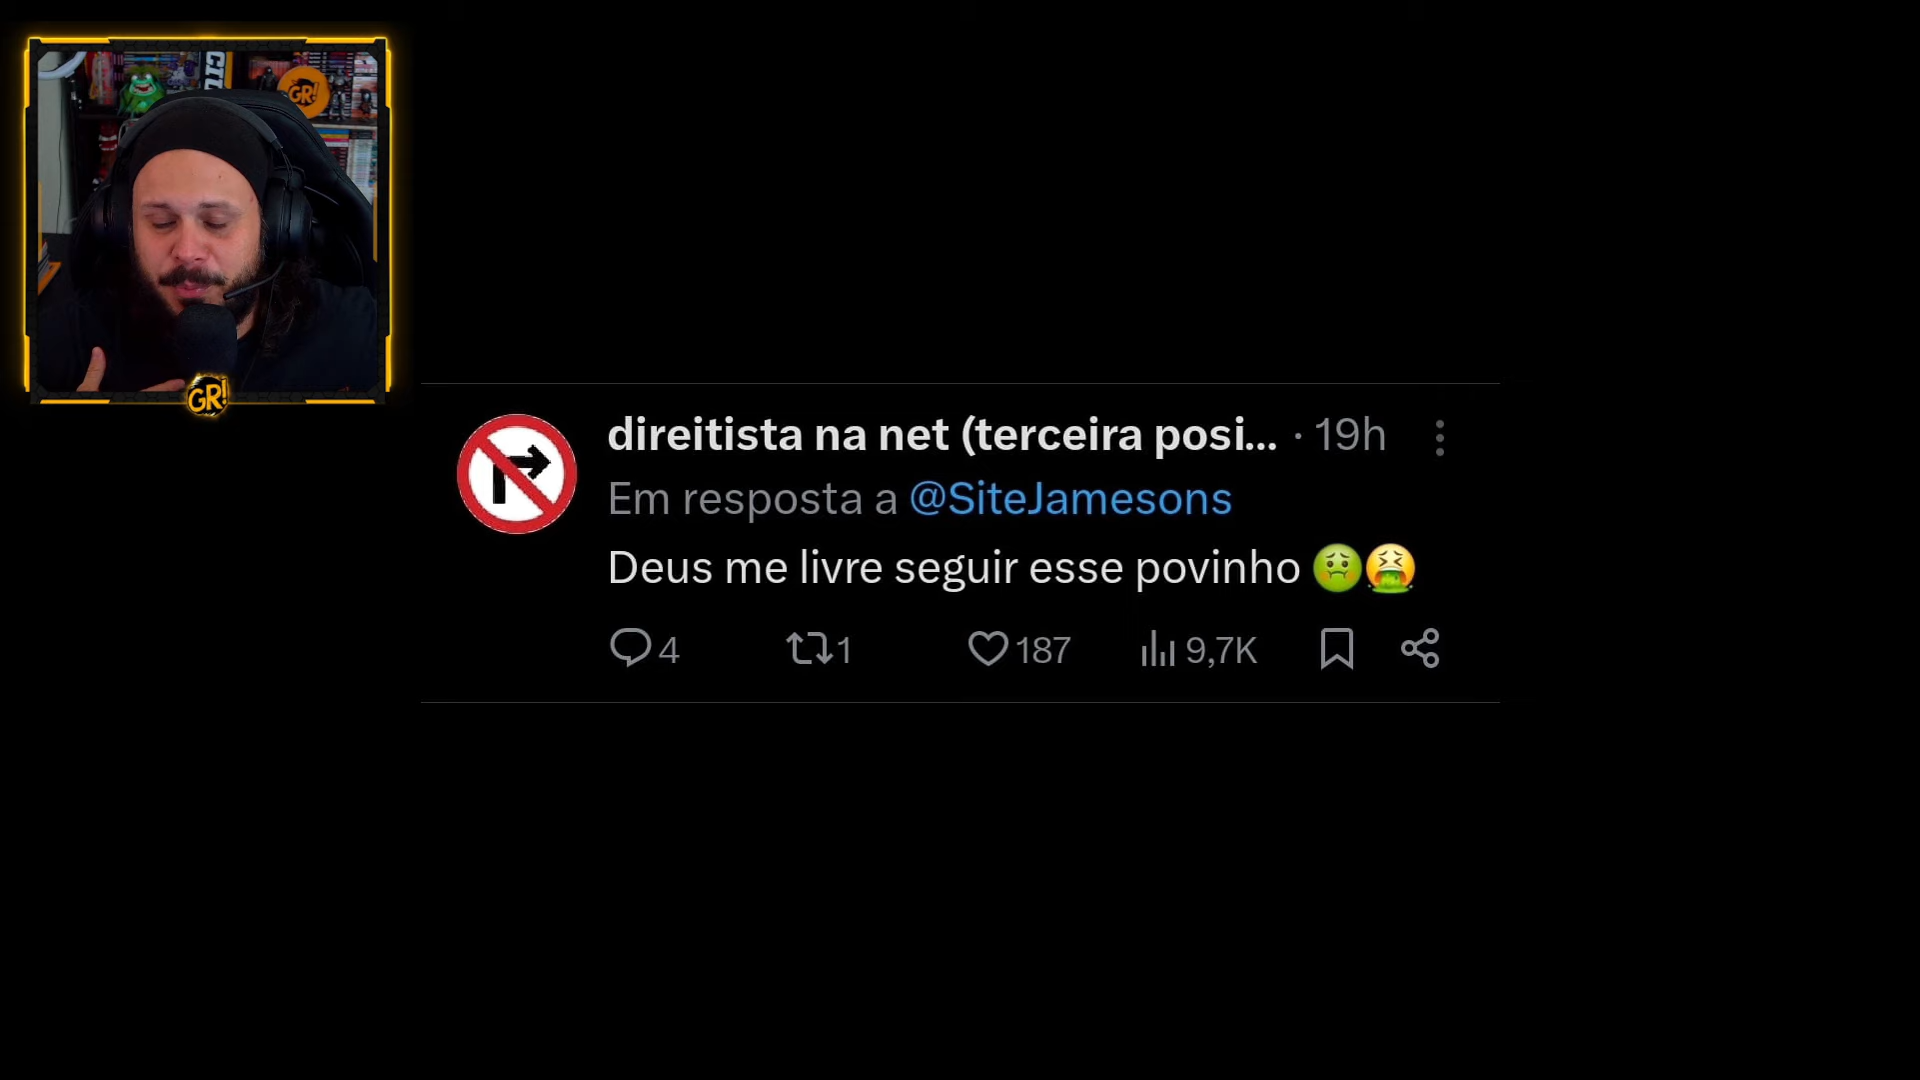 CIL
GR!
GR!
direitista na net (terceira posi... · 19h
Em resposta a @SiteJamesons
Deus me livre seguir esse povinho 🤢🤮
4 1 187 9,7K